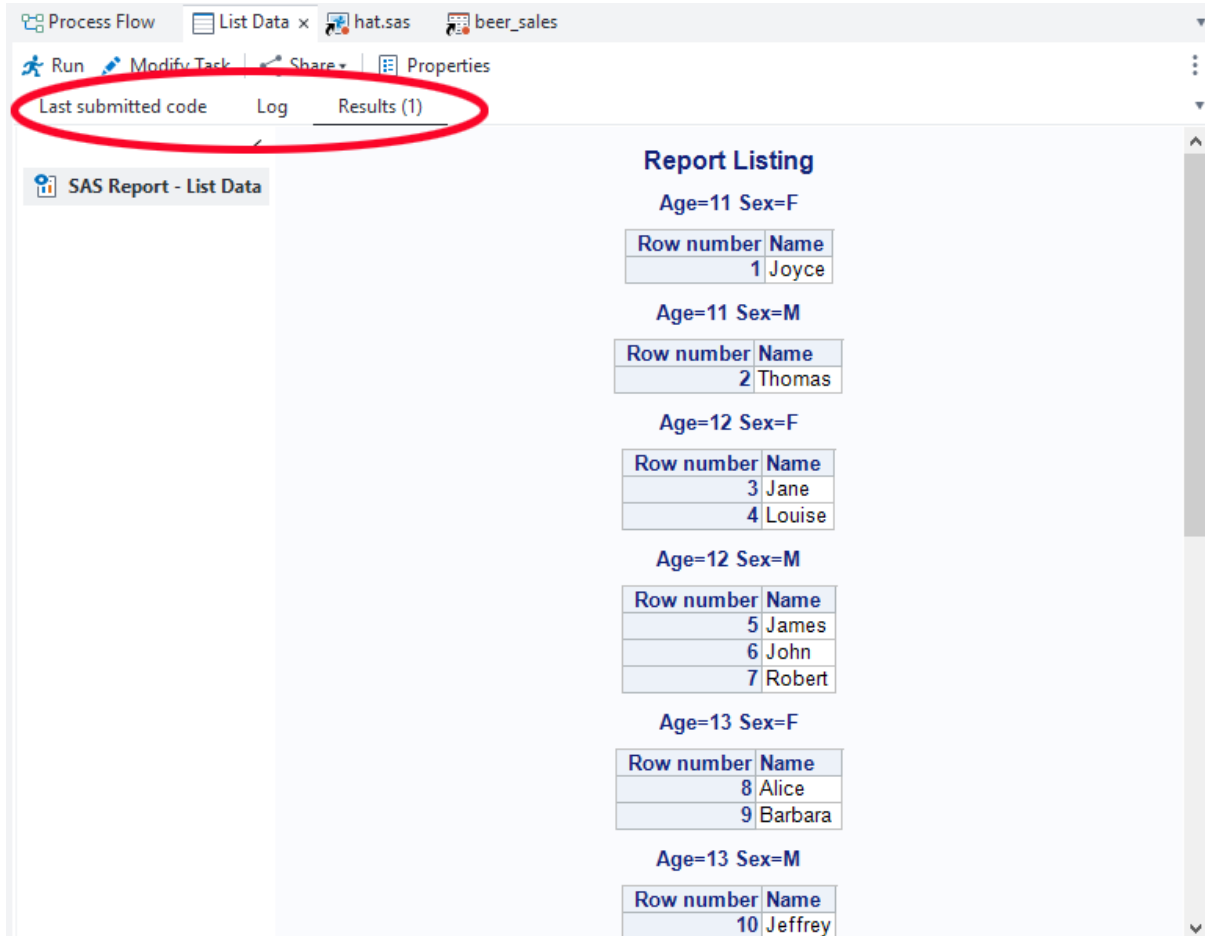 Process Flow List Data × hat.sas beer_sales
Run Modify Task Share Properties
Last submitted code Log Results (1)
SAS Report - List Data
Report Listing
Age=11 Sex=F
Row number Name
1 Joyce
Age=11 Sex=M
Row number Name
2 Thomas
Age=12 Sex=F
Row number Name
3 Jane
4 Louise
Age=12 Sex=M
Row number Name
5 James
6 John
7 Robert
Age=13 Sex=F
Row number Name
8 Alice
9 Barbara
Age=13 Sex=M
Row number Name
10 Jeffrey